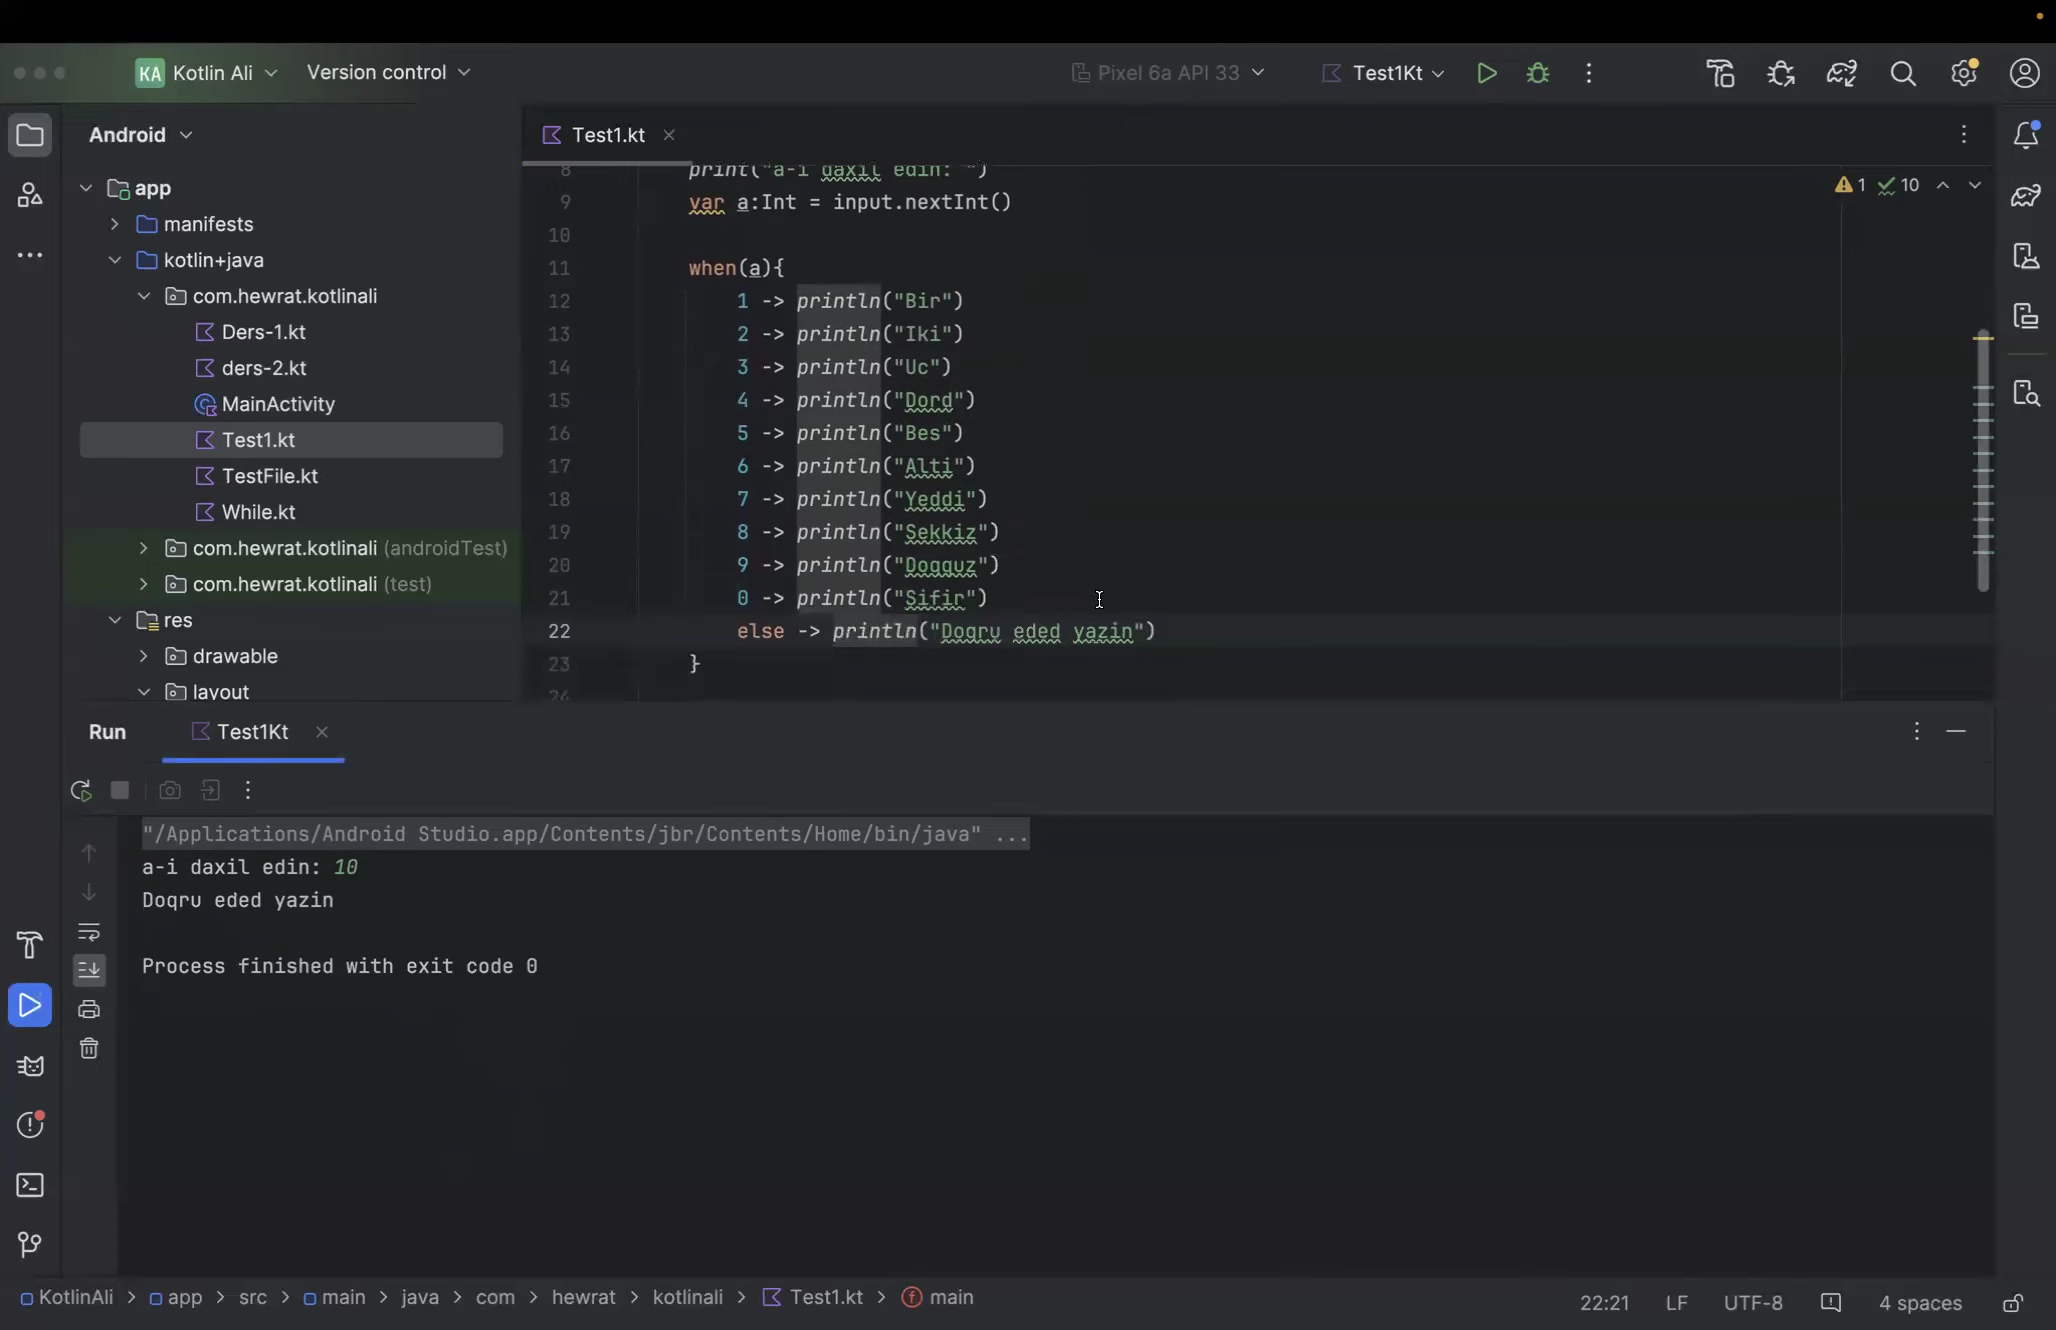 KA Kotlin Ali Version control Pixel 6a API 33 Test1Kt
Android
Test1.kt
app
manifests
kotlin+java
com.hewrat.kotlinali
Ders-1.kt
ders-2.kt
MainActivity
Test1.kt
TestFile.kt
While.kt
com.hewrat.kotlinali (androidTest)
com.hewrat.kotlinali (test)
res
drawable
layout
1 10
8 print("a-i daxil edin: ")
9 var a:Int = input.nextInt()
10
11 when(a){
12 1 -> println("Bir")
13 2 -> println("Iki")
14 3 -> println("Uc")
15 4 -> println("Dord")
16 5 -> println("Bes")
17 6 -> println("Alti")
18 7 -> println("Yeddi")
19 8 -> println("Sekkiz")
20 9 -> println("Doqquz")
21 0 -> println("Sifir")
22 else -> println("Doqru eded yazin")
23 }
24
Run Test1Kt
"/Applications/Android Studio.app/Contents/jbr/Contents/Home/bin/java" ...
a-i daxil edin: 10
Doqru eded yazin
Process finished with exit code 0
KotlinAli > app > src > main > java > com > hewrat > kotlinali > Test1.kt > main
22:21 LF UTF-8 4 spaces